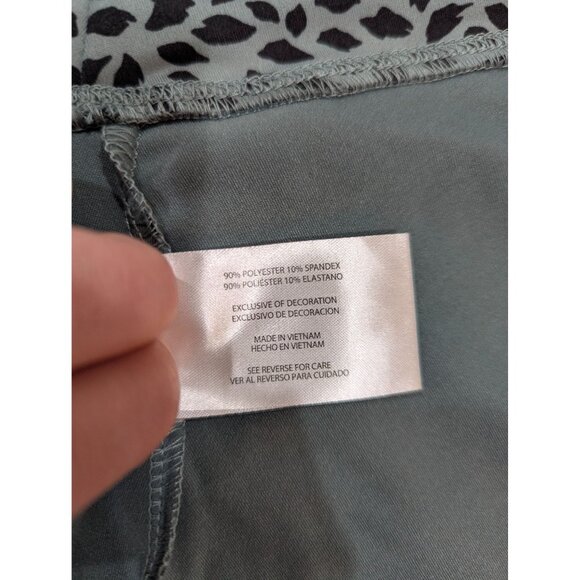 90% POLYESTER 10% SPANDEX
90% POLIÉSTER 10% ELASTANO
EXCLUSIVE OF DECORATION
EXCLUSIVO DE DECORACION
MADE IN VIETNAM
HECHO EN VIETNAM
SEE REVERSE FOR CARE
VER AL REVERSO PARA CUIDADO